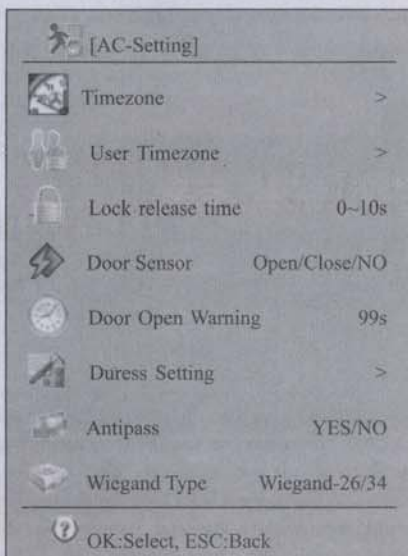 [AC-Setting]
Timezone >
User Timezone >
Lock release time 0~10s
Door Sensor Open/Close/NO
Door Open Warning 99s
Duress Setting >
Antipass YES/NO
Wiegand Type Wiegand-26/34
OK:Select, ESC:Back